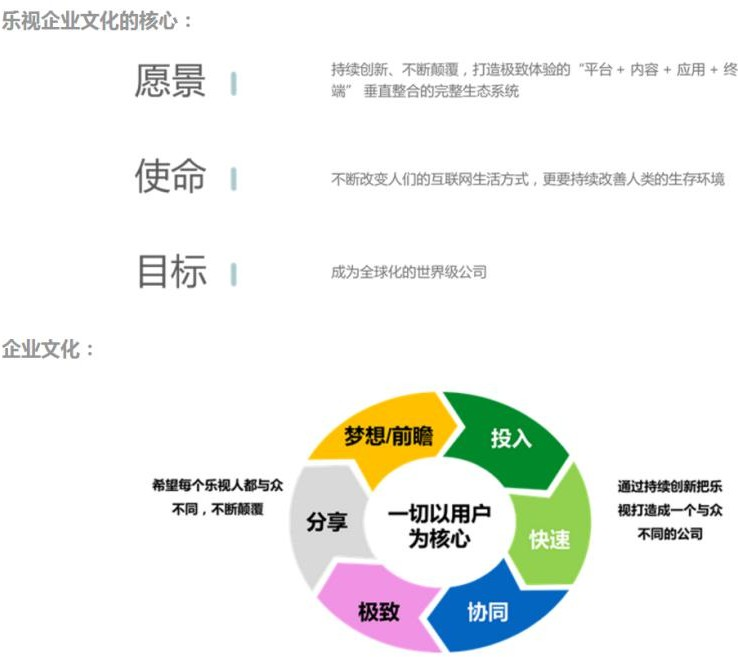 乐视企业文化的核心：
愿景
持续创新、不断颠覆，打造极致体验的“平台 + 内容 + 应用 + 终
端” 垂直整合的完整生态系统
使命
不断改变人们的互联网生活方式，更要持续改善人类的生存环境
目标
成为全球化的世界级公司
企业文化：
梦想/前瞻
投入
希望每个乐视人都与众
不同，不断颠覆
分享
一切以用户
为核心
快速
通过持续创新把乐
视打造成一个与众
不同的公司
极致
协同